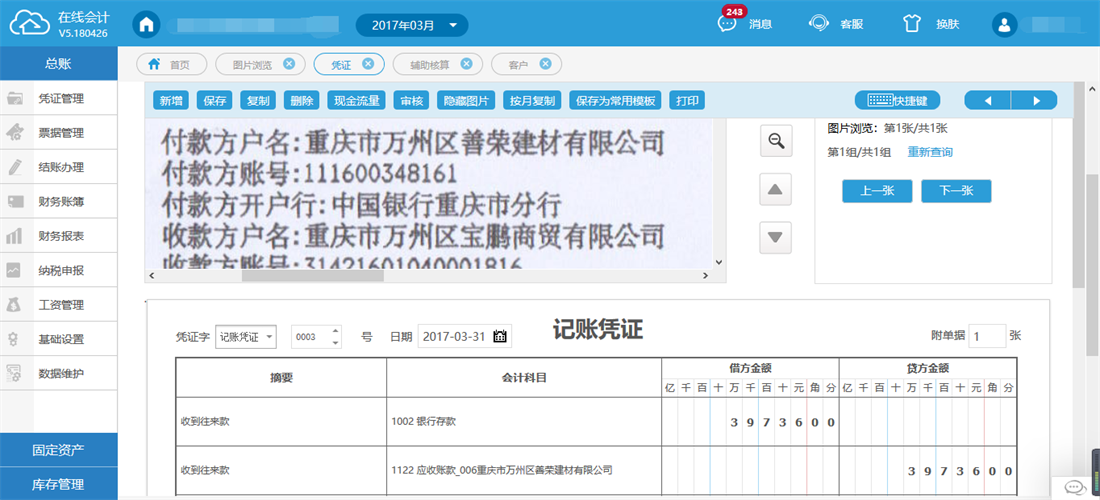 在线会计
V5.180426
2017年03月
248
消息
客服
换肤
总账
首页
图片浏览
凭证
辅助核算
客户
凭证管理
票据管理
结账办理
财务账簿
财务报表
纳税申报
工资管理
基础设置
数据维护
固定资产
库存管理
新增 保存 复制 删除 现金流量 审核 隐藏图片 按月复制 保存为常用模板 打印
快捷键
付款方户名:重庆市万州区善荣建材有限公司
付款方账号:111600348161
付款方开户行:中国银行重庆市分行
收款方户名:重庆市万州区宝鹏商贸有限公司
收款方账号:31421601040001816
图片浏览：第1张/共1张
第1组/共1组 重新查询
上一张 下一张
凭证字 记账凭证 0003 号 日期 2017-03-31
记账凭证
附单据 1 张
摘要 会计科目 借方金额 贷方金额
亿 千 百 十 万 千 百 十 元 角 分 亿 千 百 十 万 千 百 十 元 角 分
收到往来款 1002 银行存款 3 9 7 3 6 0 0
收到往来款 1122 应收账款_006重庆市万州区善荣建材有限公司 3 9 7 3 6 0 0